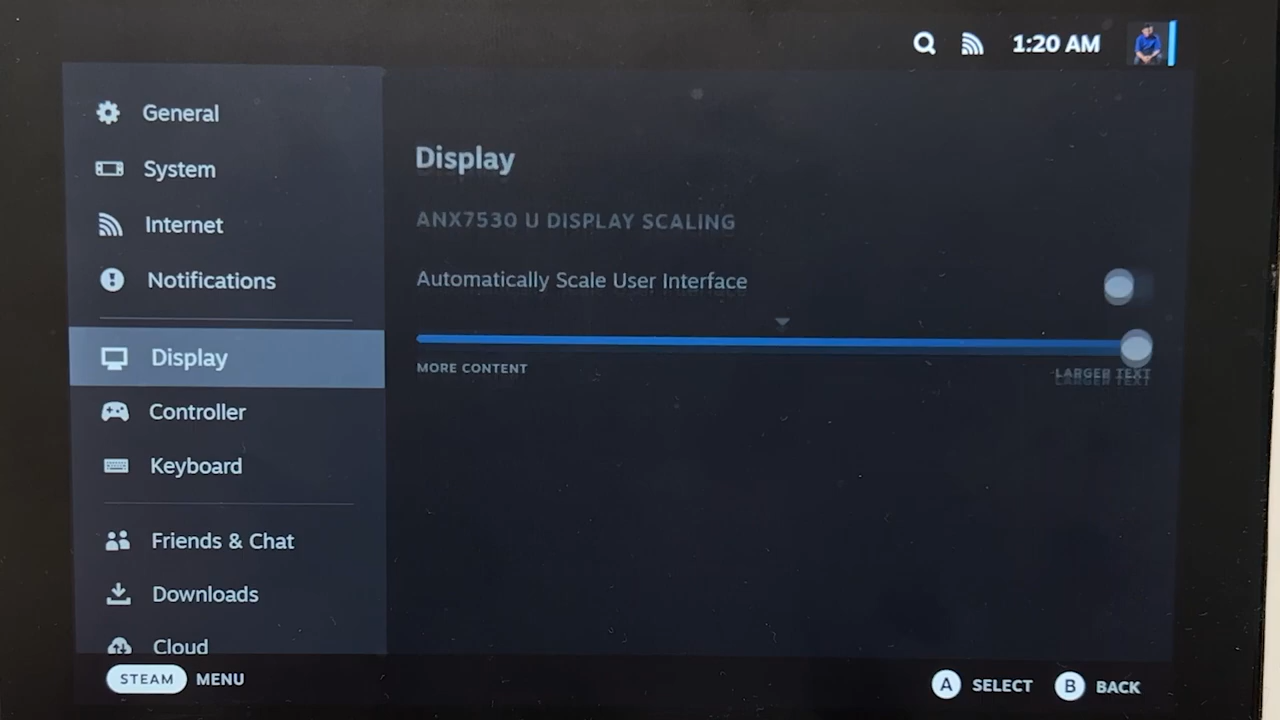 1:20 AM
General
System
Internet
Notifications
Display
Controller
Keyboard
Friends & Chat
Downloads
Cloud
Display
ANX7530 U DISPLAY SCALING
Automatically Scale User Interface
MORE CONTENT
LARGER TEXT
STEAM MENU
A SELECT B BACK